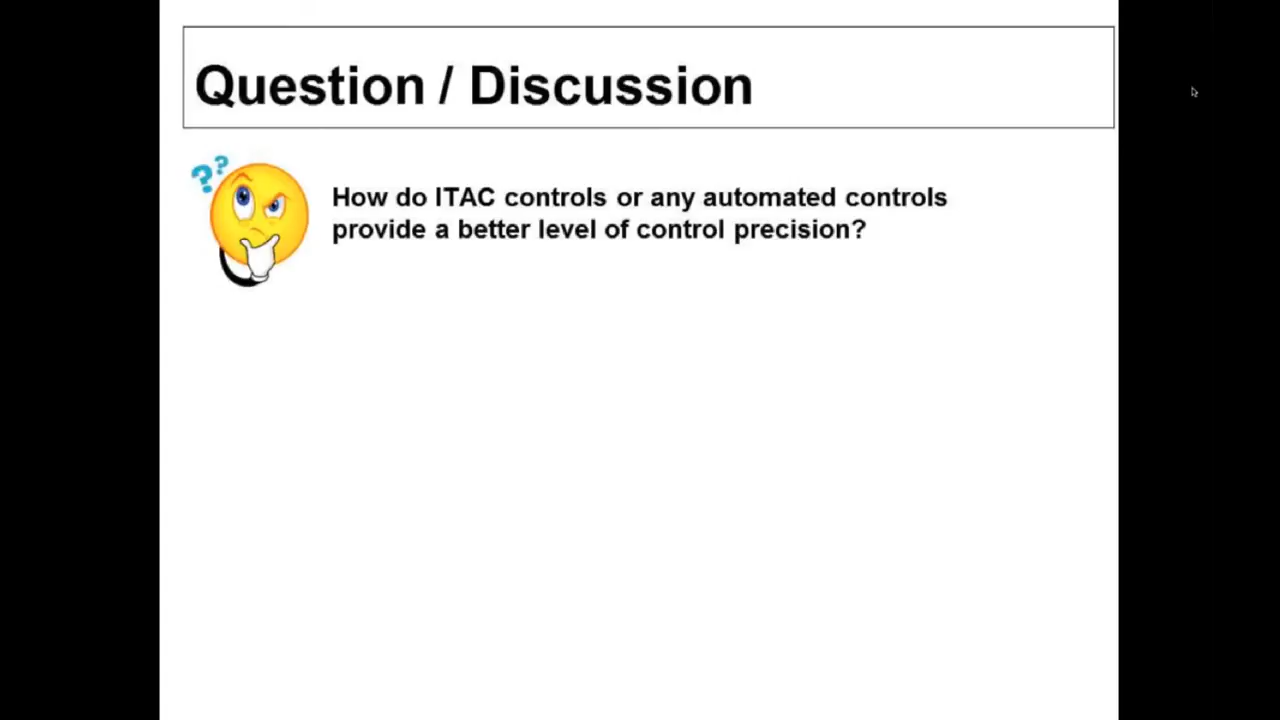 Question / Discussion
??
How do ITAC controls or any automated controls
provide a better level of control precision?